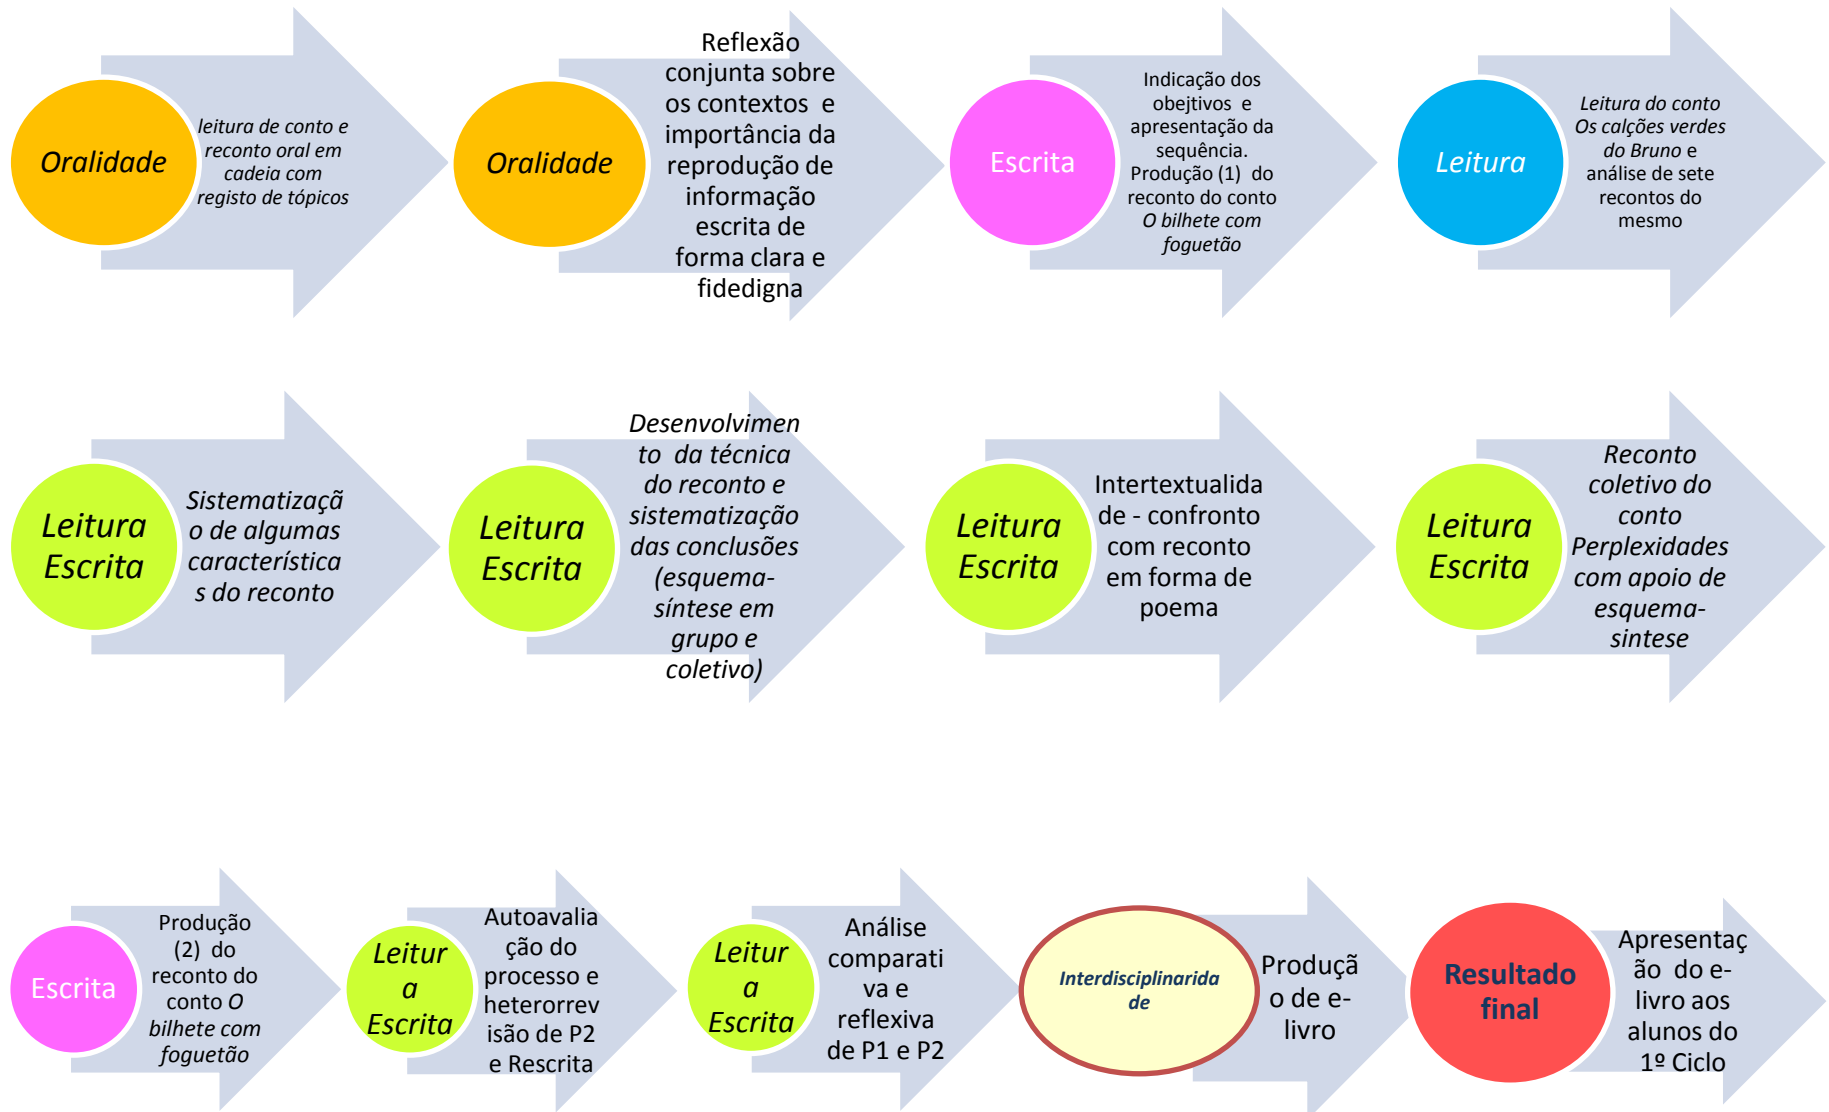 Oralidade
leitura de conto e
reconto oral em
cadeia com
registo de tópicos
Oralidade
Reflexão
conjunta sobre
os contextos e
importância da
reprodução de
informação
escrita de
forma clara e
fidedigna
Escrita
Indicação dos
obejtivos e
apresentação da
sequência.
Produção (1) do
reconto do conto
O bilhete com
foguetão
Leitura
Leitura do conto
Os calções verdes
do Bruno e
análise de sete
recontos do
mesmo
Leitura
Escrita
Sistematizaçã
o de algumas
característica
s do reconto
Leitura
Escrita
Desenvolvimen
to da técnica
do reconto e
sistematização
das conclusões
(esquema-
síntese em
grupo e
coletivo)
Leitura
Escrita
Intertextualida
de - confronto
com reconto
em forma de
poema
Leitura
Escrita
Reconto
coletivo do
conto
Perplexidades
com apoio de
esquema-
sintese
Escrita
Produção
(2) do
reconto do
conto O
bilhete com
foguetão
Leitur
a
Escrita
Autoavalia
ção do
processo e
heterorrev
isão de P2
e Rescrita
Leitur
a
Escrita
Análise
comparati
va e
reflexiva
de P1 e P2
Interdisciplinarida
de
Produçã
o de e-
livro
Resultado
final
Apresentaç
ão do e-
livro aos
alunos do
1º Ciclo